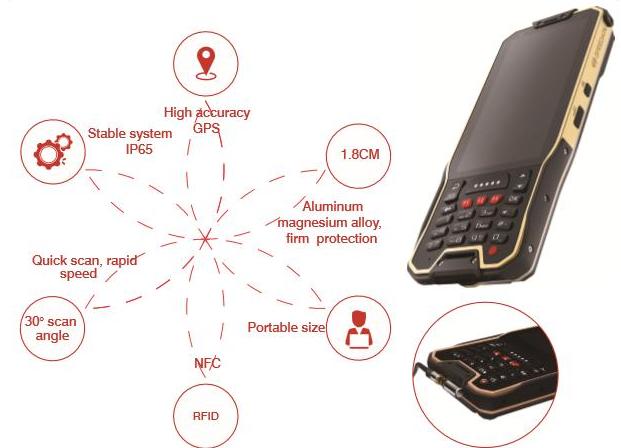 High accuracy
GPS
Stable system
IP65
1.8CM
Aluminum
magnesium alloy,
firm protection
Quick scan, rapid
speed
30° scan
angle
Portable size
NFC
RFID
OK